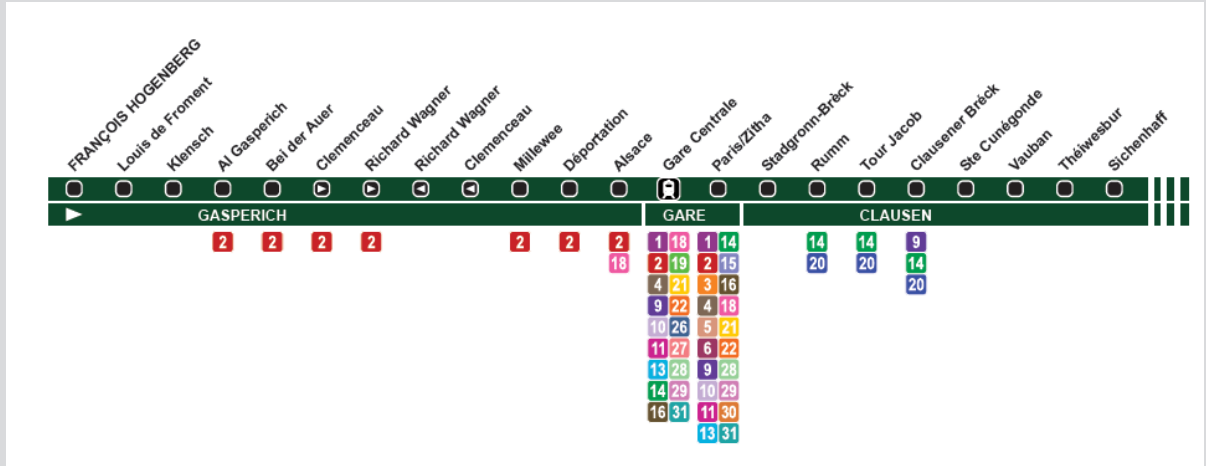 FRANÇOIS HOGENBERG
Louis de Froment
Klensch
Al Gasperich
Bei der Auer
Clemenceau
Richard Wagner
Richard Wagner
Clemenceau
Millewee
Déportation
Alsace
Gare Centrale
Paris/Zitha
Stadgronn-Brèck
Rumm
Tour Jacob
Clausener Bréck
Ste Cunégonde
Vauban
Théiwesbur
Sichenhaff
GASPERICH GARE CLAUSEN
2 2 2 2 2 2 2 1 18 1 14 14 14 9
18 2 19 2 15 20 20 14
4 21 3 16 20
9 22 4 18
10 26 5 21
11 27 6 22
13 28 9 28
14 29 10 29
16 31 11 30
13 31